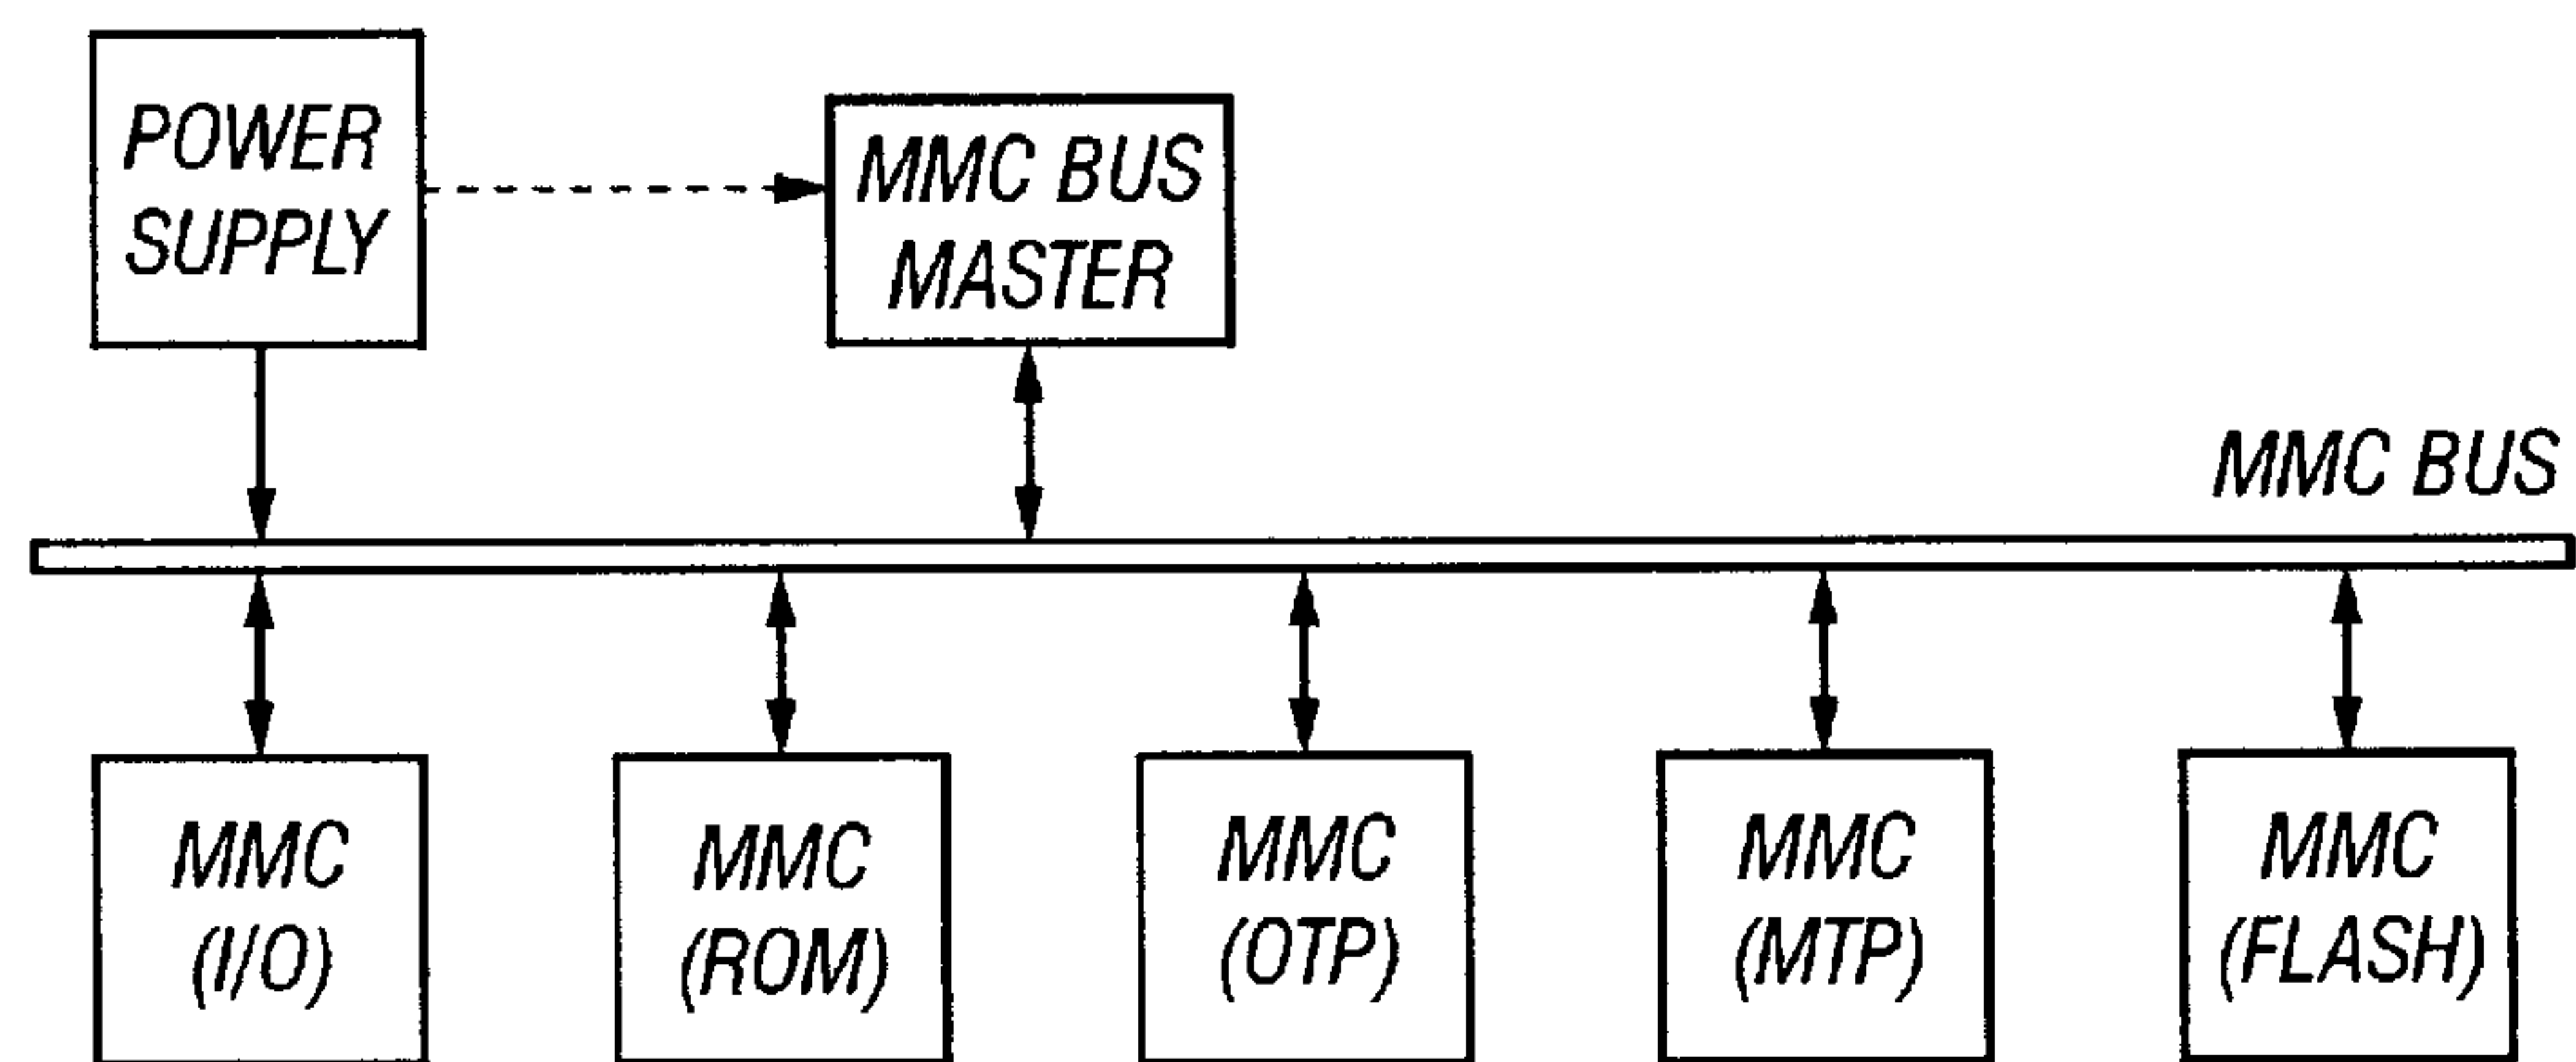 POWER
SUPPLY
MMC BUS
MASTER
MMC BUS
MMC
(I/O)
MMC
(ROM)
MMC
(OTP)
MMC
(MTP)
MMC
(FLASH)